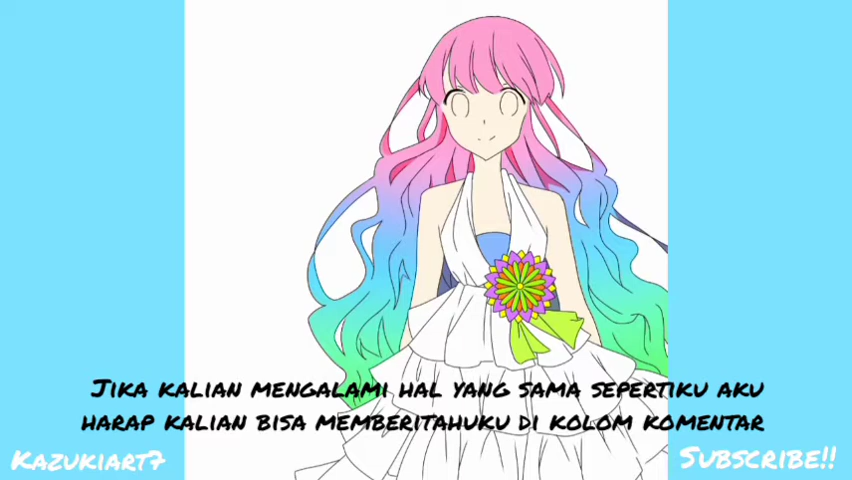 Jika kalian mengalami hal yang sama sepertiku aku
harap kalian bisa memberitahuku di kolom komentar
Kazukiart7
Subscribe!!